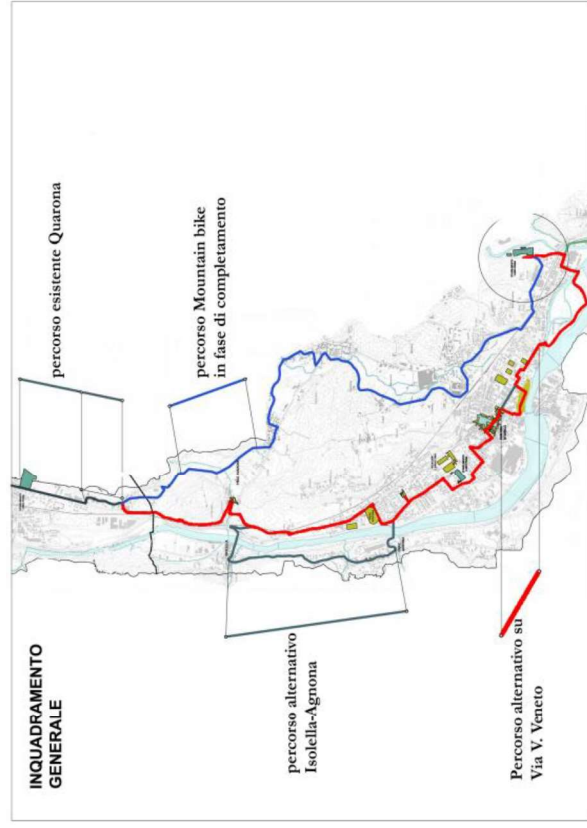 INQUADRAMENTO
GENERALE
percorso esistente Quarona
percorso Mountain bike
in fase di completamento
percorso alternativo
Isolella-Agnona
Percorso alternativo su
Via V. Veneto